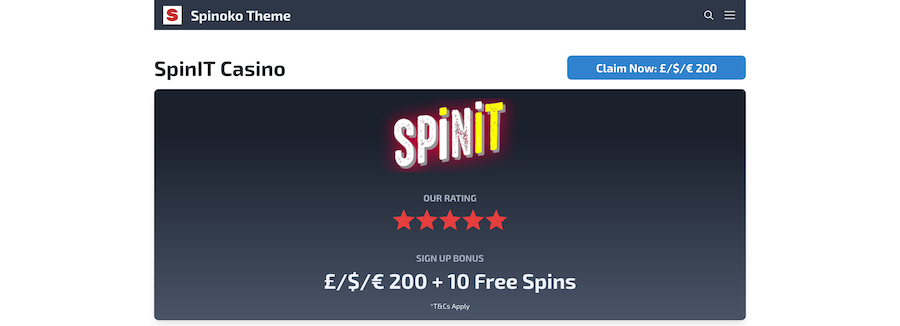 S Spinoko Theme
SpinIT Casino
Claim Now: £/$/€ 200
SPINIT
OUR RATING
SIGN UP BONUS
£/$/€ 200 + 10 Free Spins
*T&Cs Apply